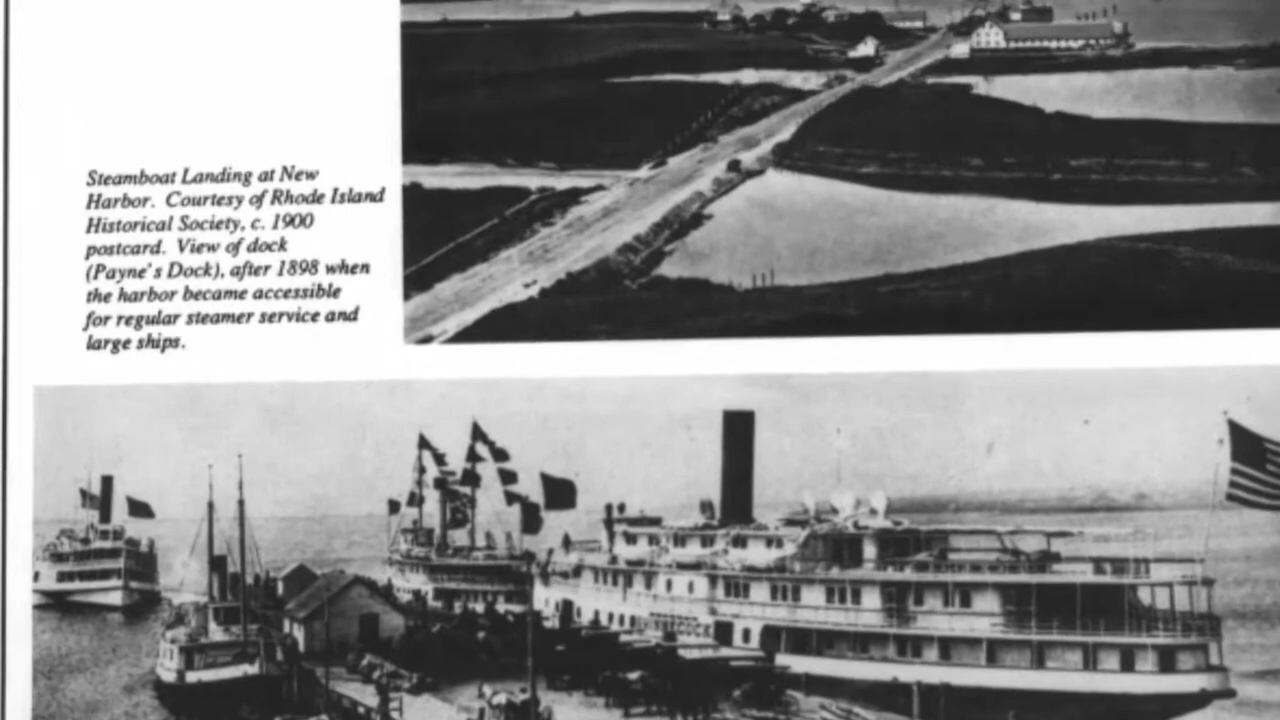 Steamboat Landing at New
Harbor. Courtesy of Rhode Island
Historical Society, c. 1900
postcard. View of dock
(Payne's Dock), after 1898 when
the harbor became accessible
for regular steamer service and
large ships.